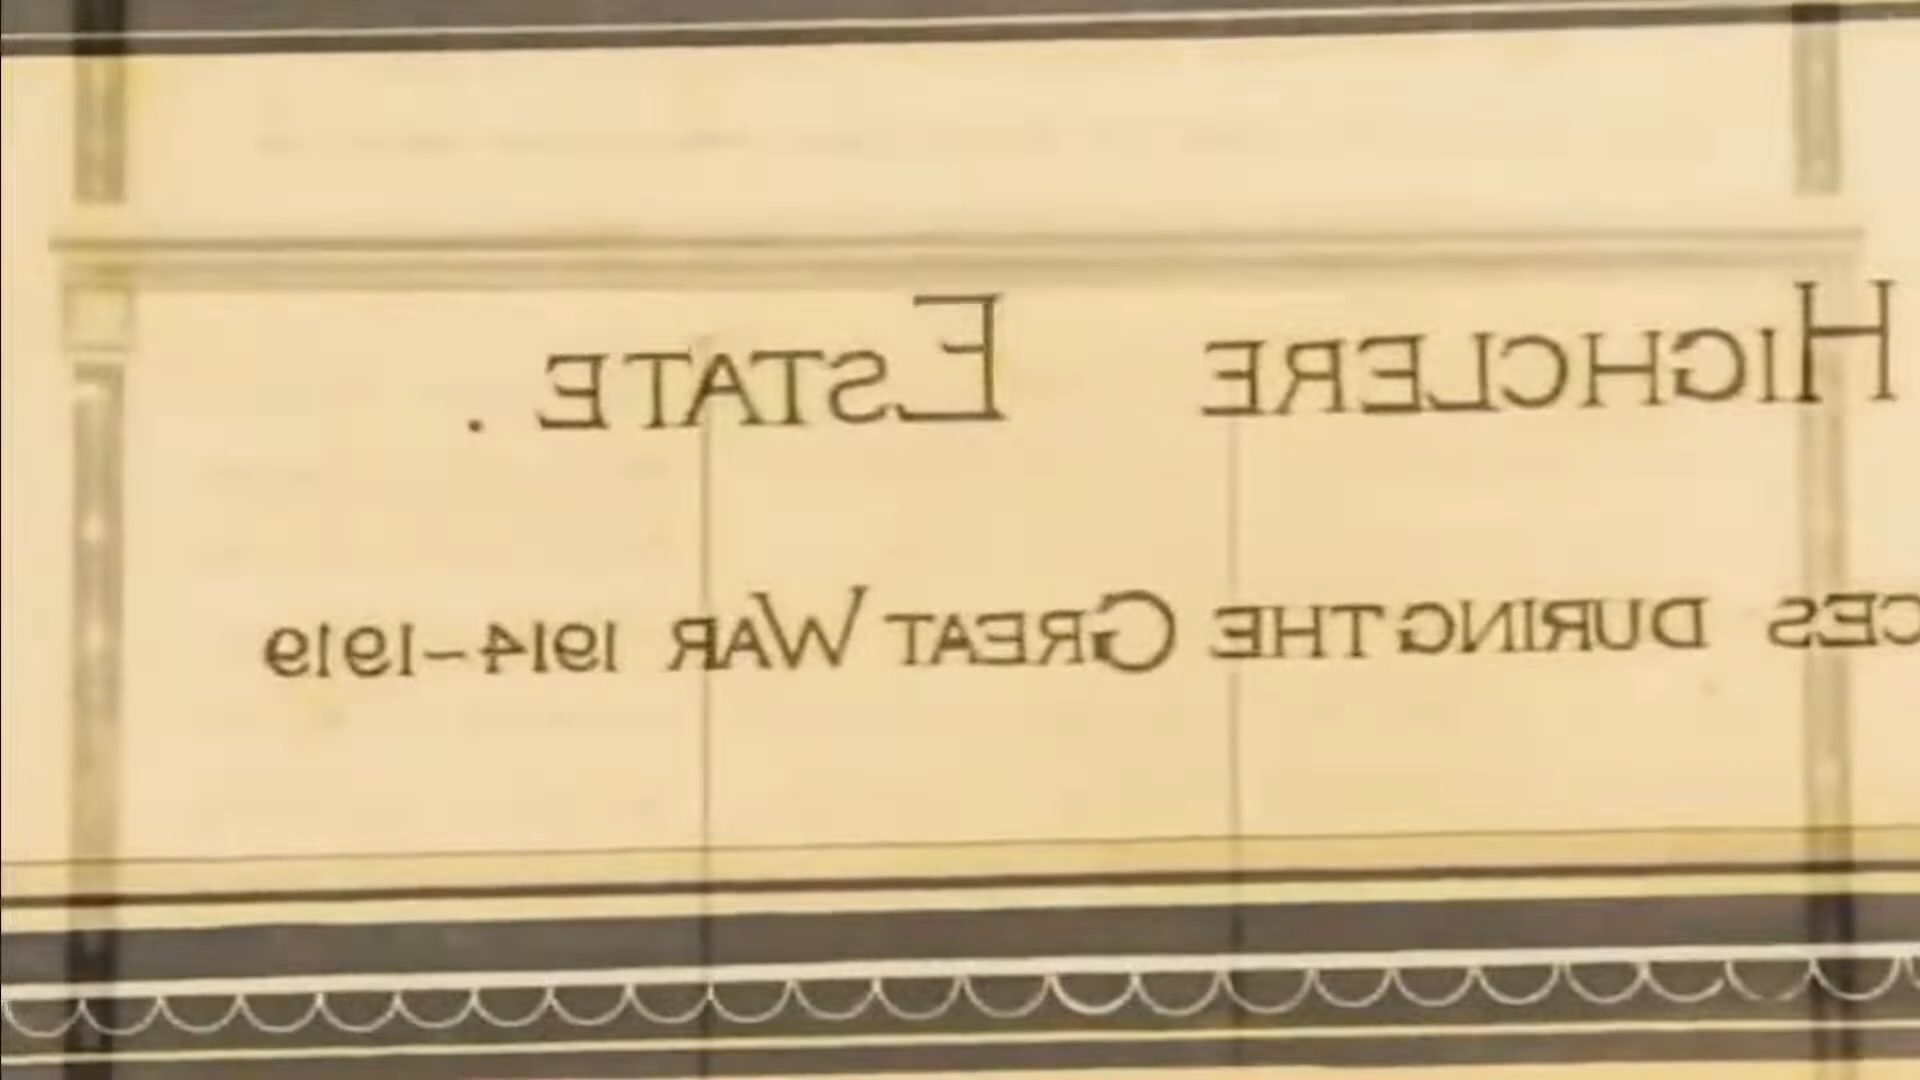 HIGHCLERE ESTATE.
CES DURING THE GREAT WAR 1914-1919